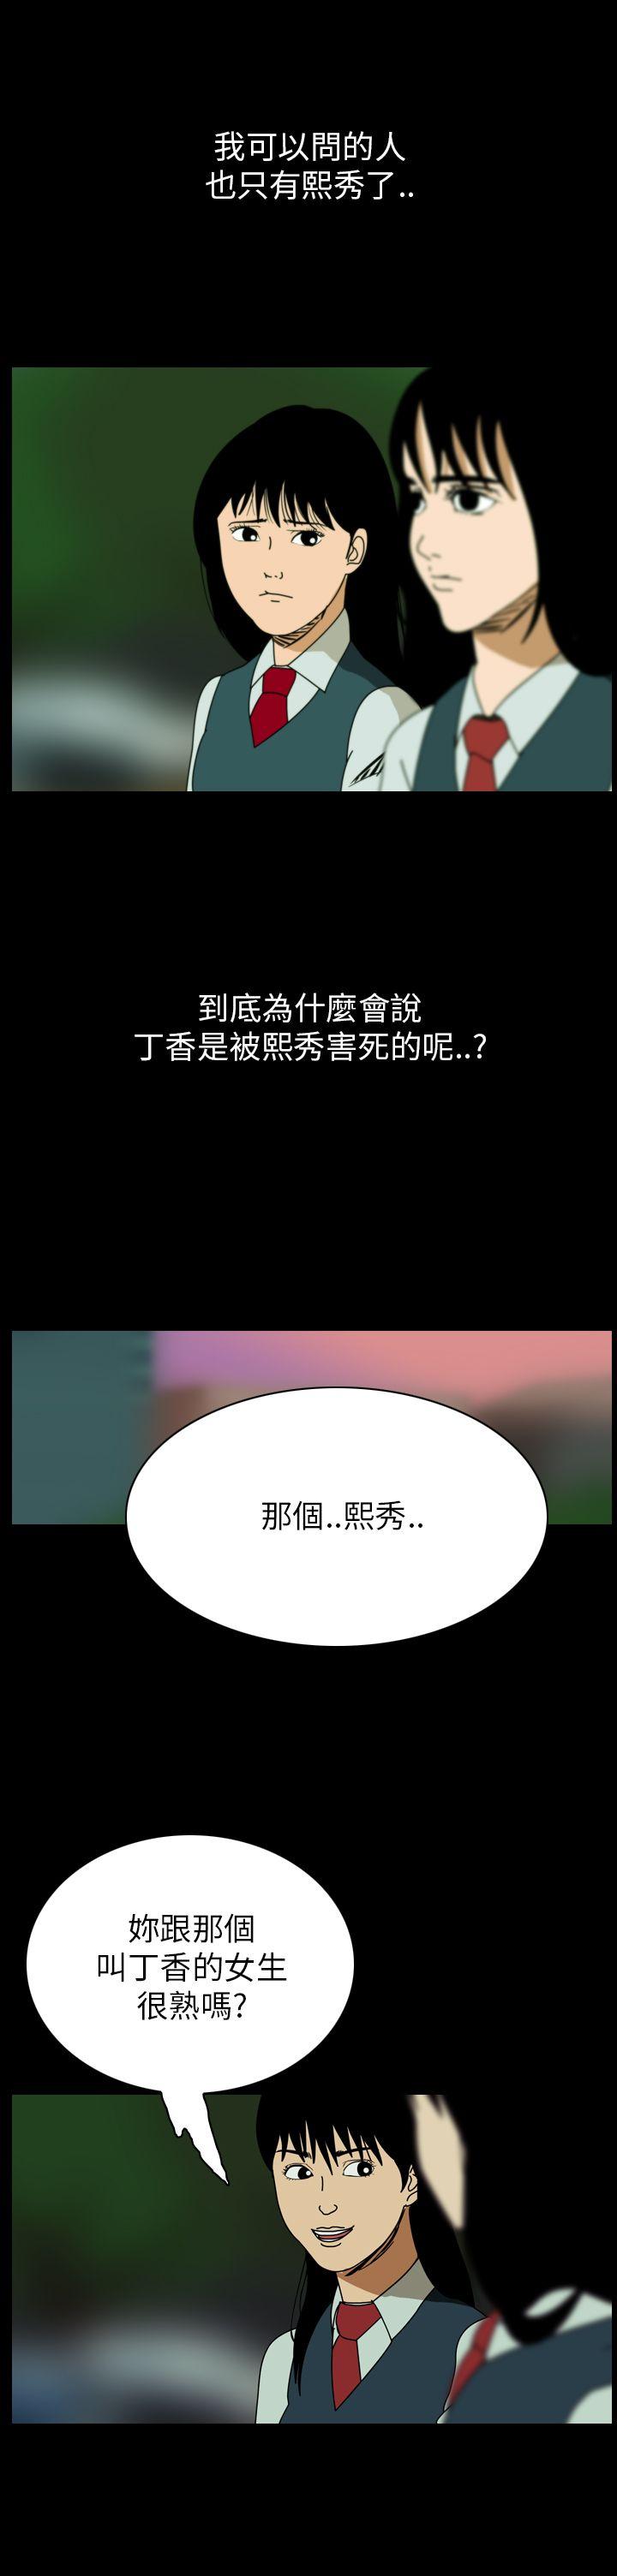 我可以問的人
也只有熙秀了..
到底為什麼會說
丁香是被熙秀害死的呢..?
那個..熙秀..
妳跟那個
叫丁香的女生
很熟嗎?